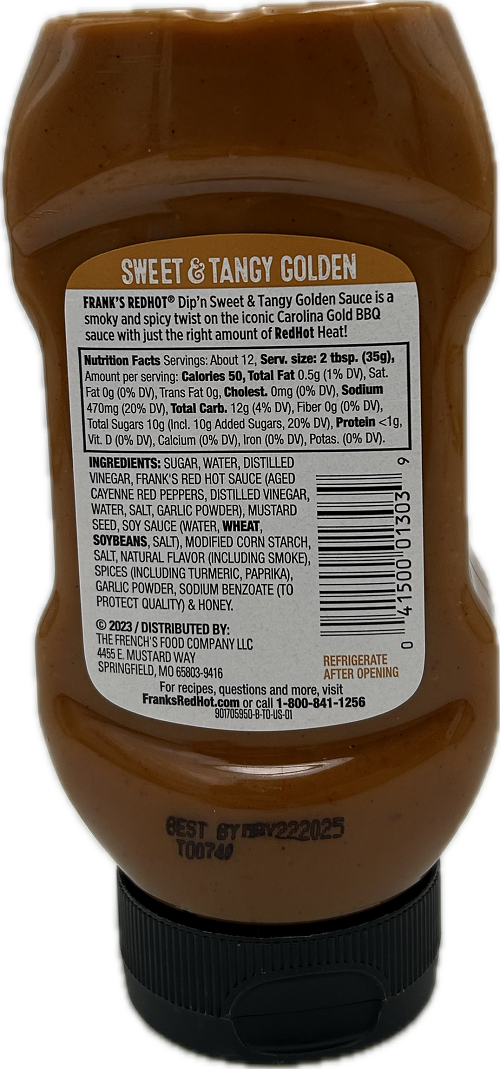 SWEET & TANGY GOLDEN
FRANK'S REDHOT® Dip'n Sweet & Tangy Golden Sauce is a
smoky and spicy twist on the iconic Carolina Gold BBQ
sauce with just the right amount of RedHot Heat!
Nutrition Facts Servings: About 12, Serv. size: 2 tbsp. (35g),
Amount per serving: Calories 50, Total Fat 0.5g (1% DV), Sat.
Fat 0g (0% DV), Trans Fat 0g, Cholest. 0mg (0% DV), Sodium
470mg (20% DV), Total Carb. 12g (4% DV), Fiber 0g (0% DV),
Total Sugars 10g (Incl. 10g Added Sugars, 20% DV), Protein <1g,
Vit. D (0% DV), Calcium (0% DV), Iron (0% DV), Potas. (0% DV).
INGREDIENTS: SUGAR, WATER, DISTILLED
VINEGAR, FRANK'S RED HOT SAUCE (AGED
CAYENNE RED PEPPERS, DISTILLED VINEGAR,
WATER, SALT, GARLIC POWDER), MUSTARD
SEED, SOY SAUCE (WATER, WHEAT,
SOYBEANS, SALT), MODIFIED CORN STARCH,
SALT, NATURAL FLAVOR (INCLUDING SMOKE),
SPICES (INCLUDING TURMERIC, PAPRIKA),
GARLIC POWDER, SODIUM BENZOATE (TO
PROTECT QUALITY) & HONEY.
0 41500 01303 9
© 2023 / DISTRIBUTED BY:
THE FRENCH'S FOOD COMPANY LLC
4455 E. MUSTARD WAY
SPRINGFIELD, MO 65803-9416
REFRIGERATE
AFTER OPENING
For recipes, questions and more, visit
FranksRedHot.com or call 1-800-841-1256
901705950-B-TO-US-01
BEST BY 222025